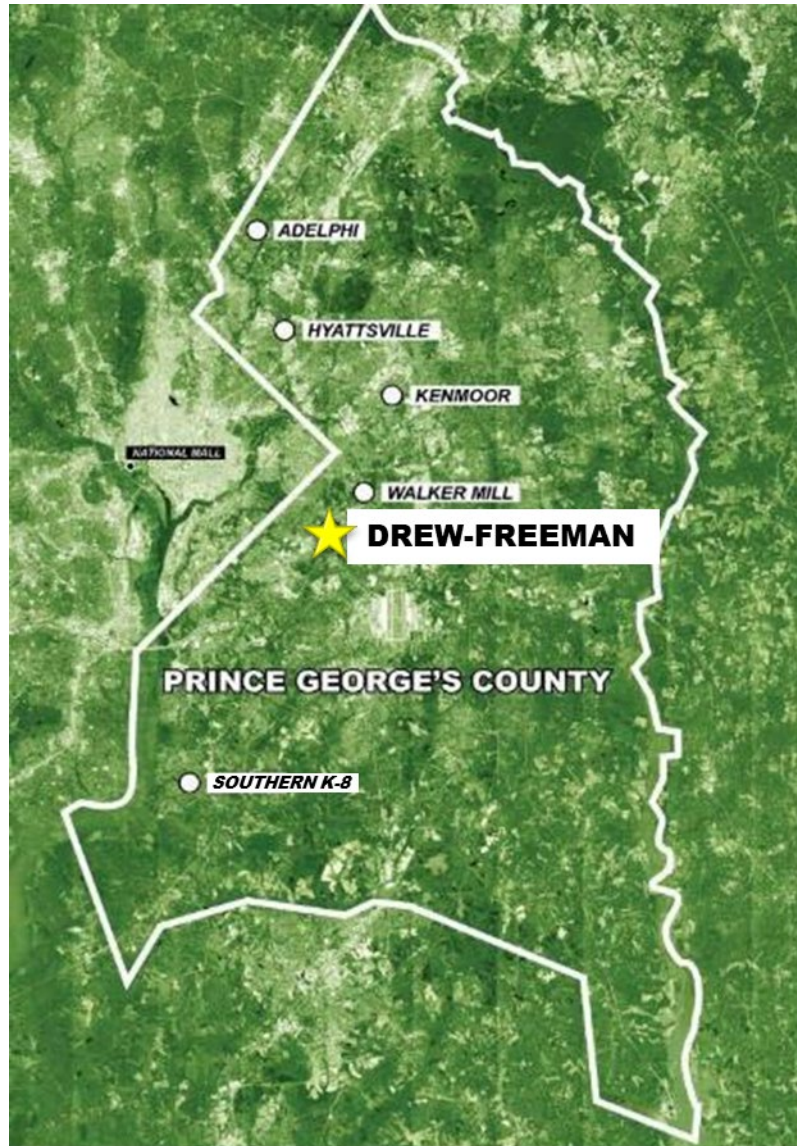 ADELPHI
HYATTSVILLE
KENMOOR
NATIONAL MALL
WALKER MILL
DREW-FREEMAN
PRINCE GEORGE'S COUNTY
SOUTHERN K-8